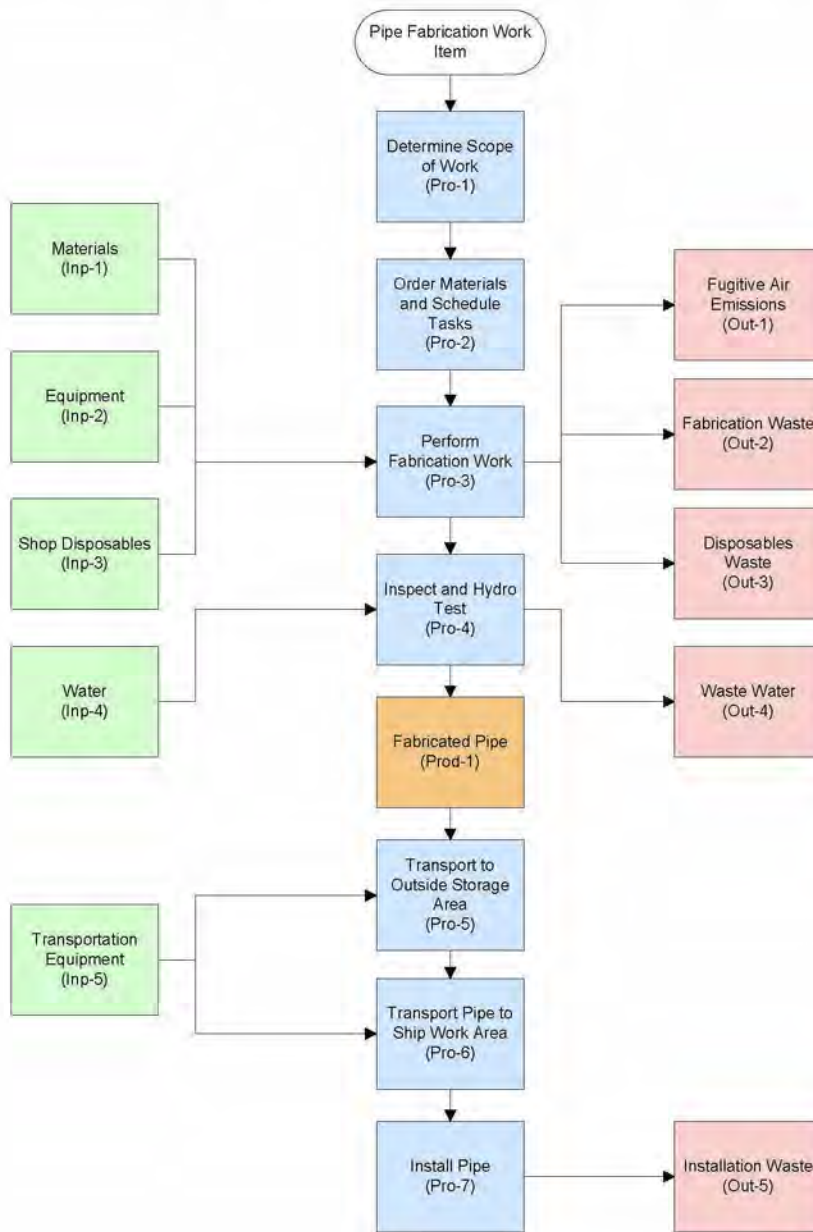 Pipe Fabrication Work
Item
Determine Scope
of Work
(Pro-1)
Materials
(Inp-1)
Order Materials
and Schedule
Tasks
(Pro-2)
Fugitive Air
Emissions
(Out-1)
Equipment
(Inp-2)
Perform
Fabrication Work
(Pro-3)
Fabrication Waste
(Out-2)
Shop Disposables
(Inp-3)
Inspect and Hydro
Test
(Pro-4)
Disposables
Waste
(Out-3)
Water
(Inp-4)
Waste Water
(Out-4)
Fabricated Pipe
(Prod-1)
Transport to
Outside Storage
Area
(Pro-5)
Transportation
Equipment
(Inp-5)
Transport Pipe to
Ship Work Area
(Pro-6)
Install Pipe
(Pro-7)
Installation Waste
(Out-5)